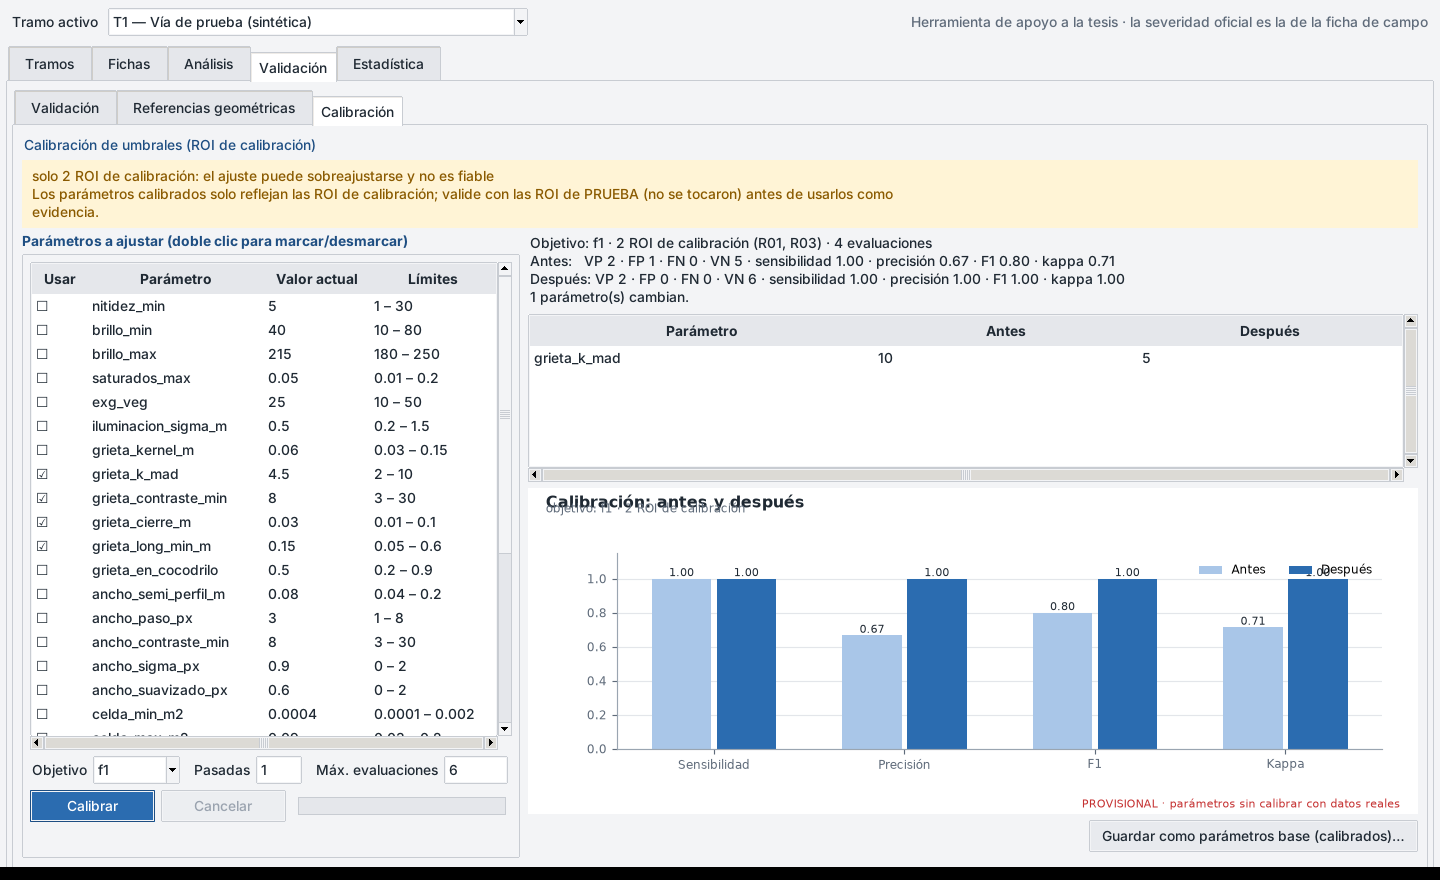 Tramo activo T1 — Vía de prueba (sintética) Herramienta de apoyo a la tesis · la severidad oficial es la de la ficha de campo
Tramos Fichas Análisis Validación Estadística
Validación Referencias geométricas Calibración
Calibración de umbrales (ROI de calibración)
solo 2 ROI de calibración: el ajuste puede sobreajustarse y no es fiable
Los parámetros calibrados solo reflejan las ROI de calibración; valide con las ROI de PRUEBA (no se tocaron) antes de usarlos como
evidencia.
Parámetros a ajustar (doble clic para marcar/desmarcar)
Usar Parámetro Valor actual Límites
☐ nitidez_min 5 1 – 30
☐ brillo_min 40 10 – 80
☐ brillo_max 215 180 – 250
☐ saturados_max 0.05 0.01 – 0.2
☐ exg_veg 25 10 – 50
☐ iluminacion_sigma_m 0.5 0.2 – 1.5
☐ grieta_kernel_m 0.06 0.03 – 0.15
☑ grieta_k_mad 4.5 2 – 10
☑ grieta_contraste_min 8 3 – 30
☑ grieta_cierre_m 0.03 0.01 – 0.1
☑ grieta_long_min_m 0.15 0.05 – 0.6
☐ grieta_en_cocodrilo 0.5 0.2 – 0.9
☐ ancho_semi_perfil_m 0.08 0.04 – 0.2
☐ ancho_paso_px 3 1 – 8
☐ ancho_contraste_min 8 3 – 30
☐ ancho_sigma_px 0.9 0 – 2
☐ ancho_suavizado_px 0.6 0 – 2
☐ celda_min_m2 0.0004 0.0001 – 0.002
Objetivo f1 Pasadas 1 Máx. evaluaciones 6
Calibrar Cancelar
Objetivo: f1 · 2 ROI de calibración (R01, R03) · 4 evaluaciones
Antes: VP 2 · FP 1 · FN 0 · VN 5 · sensibilidad 1.00 · precisión 0.67 · F1 0.80 · kappa 0.71
Después: VP 2 · FP 0 · FN 0 · VN 6 · sensibilidad 1.00 · precisión 1.00 · F1 1.00 · kappa 1.00
1 parámetro(s) cambian.
Parámetro Antes Después
grieta_k_mad 10 5
Calibración: antes y después
objetivo: f1 · 2 ROI de calibración
Antes Después
1.00 1.00 0.67 1.00 0.80 1.00 0.71 1.00
1.0
0.8
0.6
0.4
0.2
0.0
Sensibilidad Precisión F1 Kappa
PROVISIONAL · parámetros sin calibrar con datos reales
Guardar como parámetros base (calibrados)...